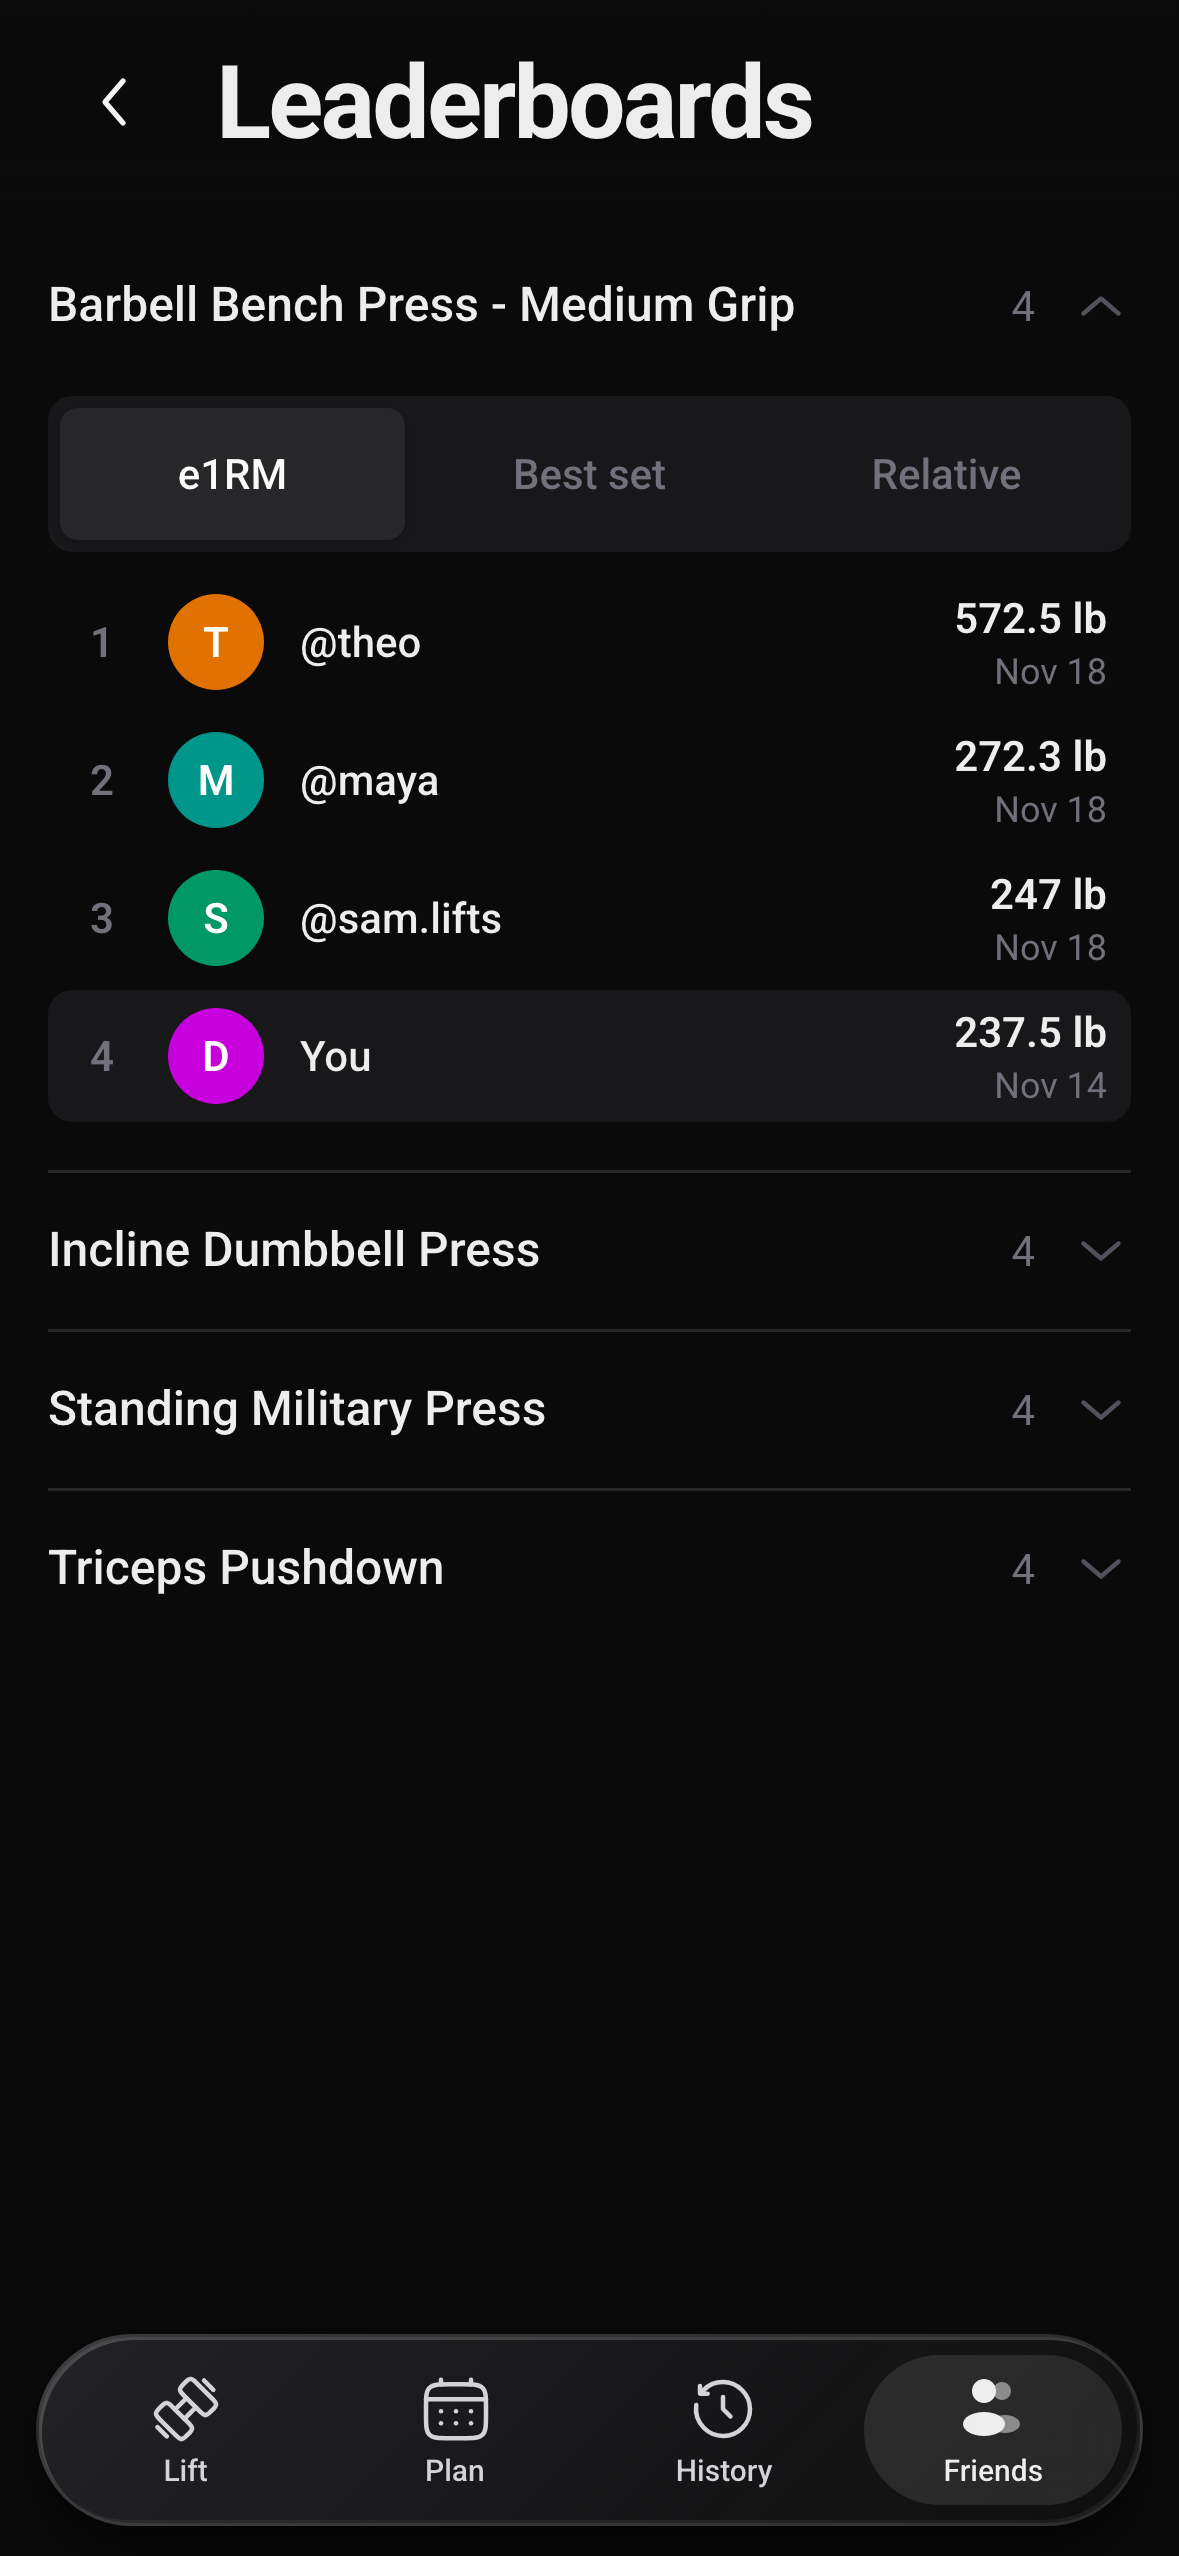 Leaderboards
Barbell Bench Press - Medium Grip 4
e1RM Best set Relative
1 T @theo 572.5 lb
Nov 18
2 M @maya 272.3 lb
Nov 18
3 S @sam.lifts 247 lb
Nov 18
4 D You 237.5 lb
Nov 14
Incline Dumbbell Press 4
Standing Military Press 4
Triceps Pushdown 4
Lift Plan History Friends